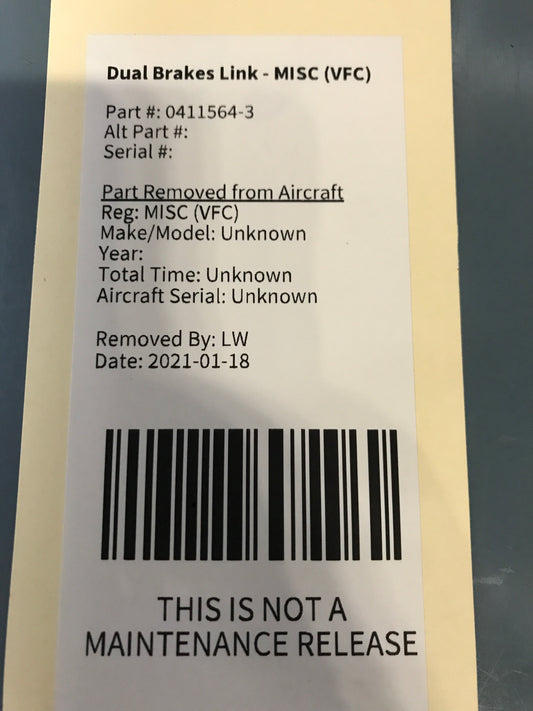 Dual Brakes Link - MISC (VFC)
Part #: 0411564-3
Alt Part #:
Serial #:
Part Removed from Aircraft
Reg: MISC (VFC)
Make/Model: Unknown
Year:
Total Time: Unknown
Aircraft Serial: Unknown
Removed By: LW
Date: 2021-01-18
THIS IS NOT A
MAINTENANCE RELEASE